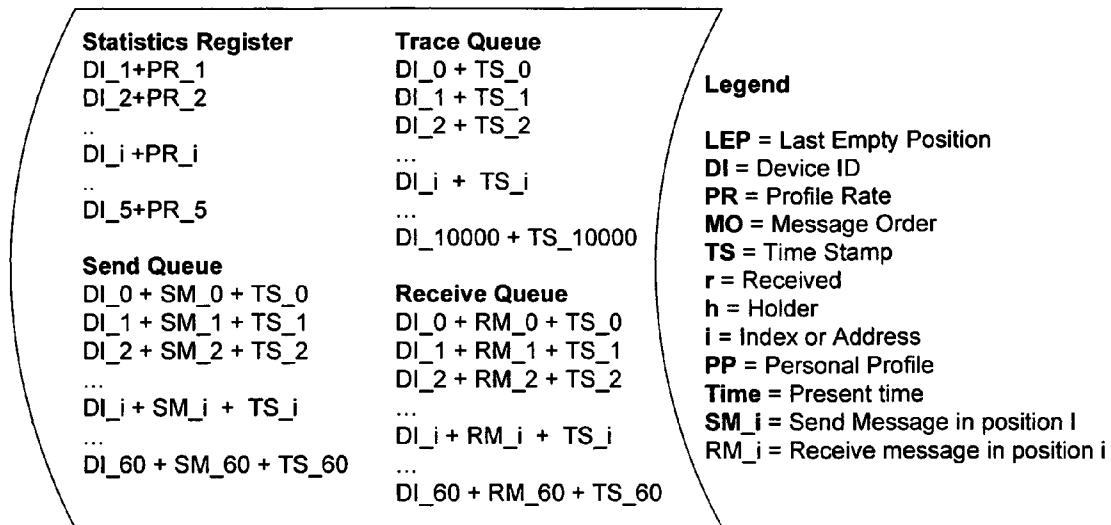 Statistics Register
DI_1+PR_1
DI_2+PR_2
..
DI_i +PR_i
..
DI_5+PR_5
Send Queue
DI_0 + SM_0 + TS_0
DI_1 + SM_1 + TS_1
DI_2 + SM_2 + TS_2
...
DI_i + SM_i + TS_i
...
DI_60 + SM_60 + TS_60
Trace Queue
DI_0 + TS_0
DI_1 + TS_1
DI_2 + TS_2
...
DI_i + TS_i
...
DI_10000 + TS_10000
Receive Queue
DI_0 + RM_0 + TS_0
DI_1 + RM_1 + TS_1
DI_2 + RM_2 + TS_2
...
DI_i + RM_i + TS_i
...
DI_60 + RM_60 + TS_60
Legend
LEP = Last Empty Position
DI = Device ID
PR = Profile Rate
MO = Message Order
TS = Time Stamp
r = Received
h = Holder
i = Index or Address
PP = Personal Profile
Time = Present time
SM_i = Send Message in position I
RM_i = Receive message in position i